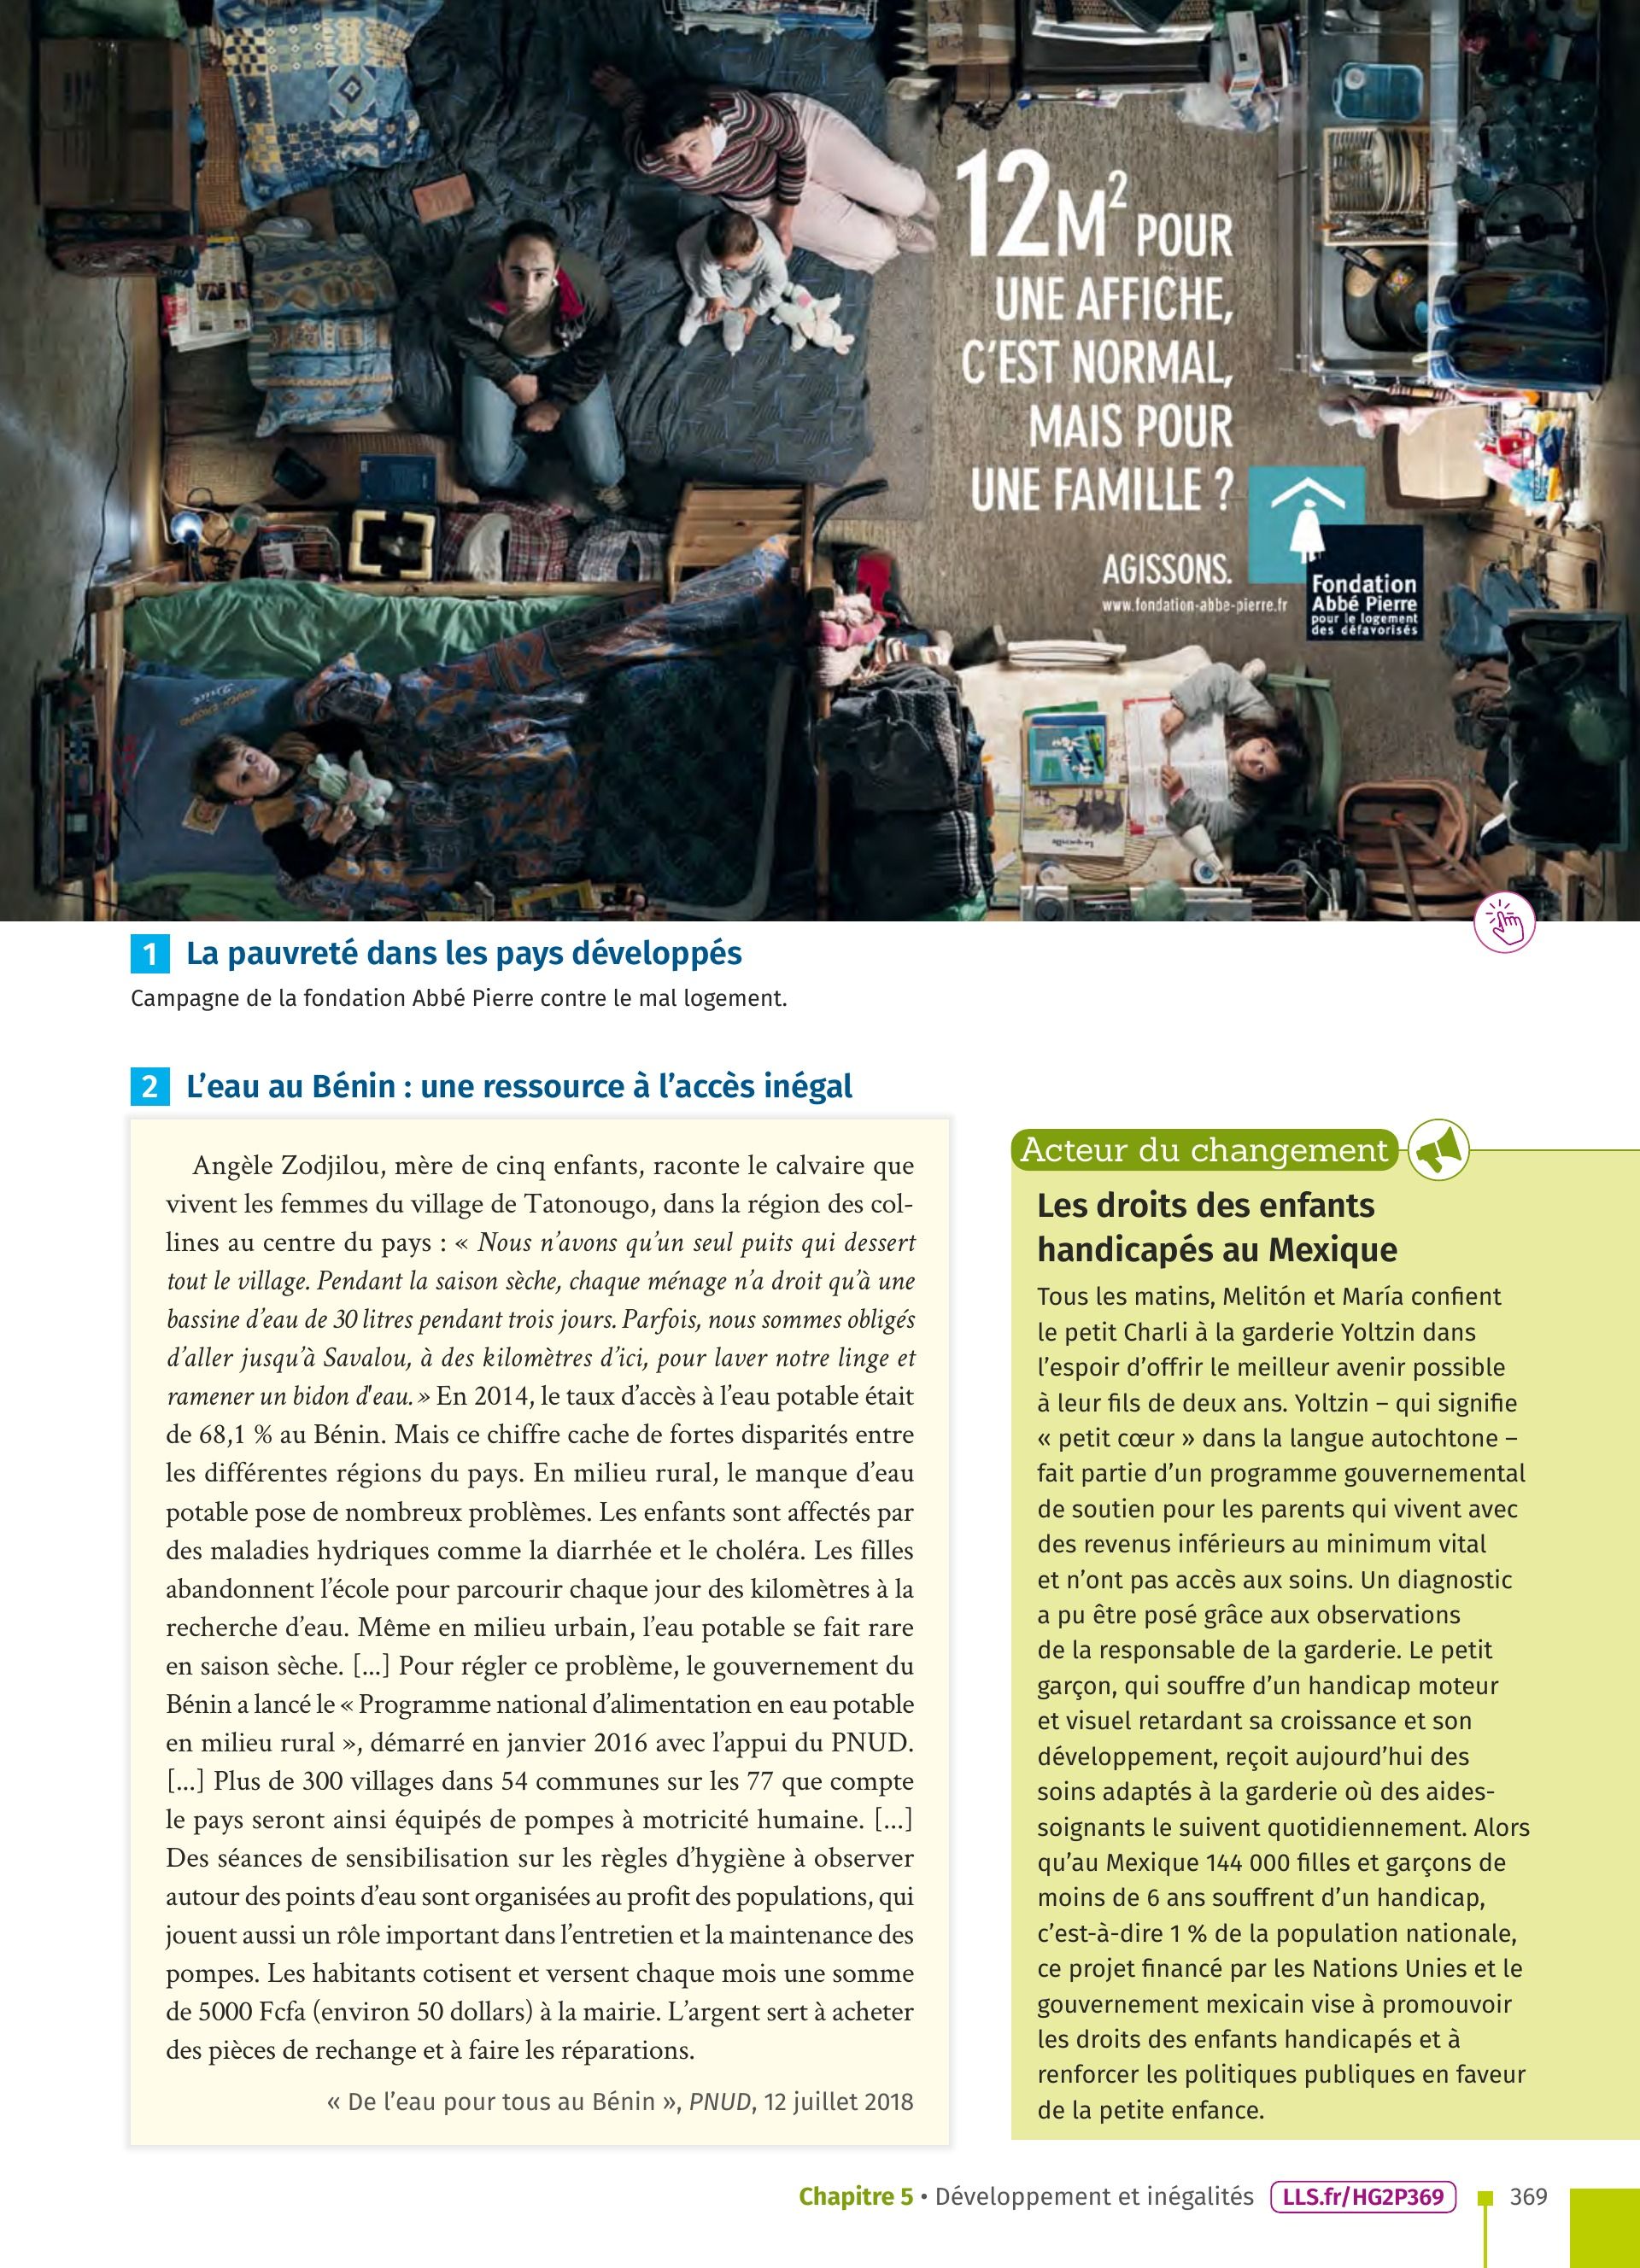 12M² POUR
UNE AFFICHE,
C'EST NORMAL,
MAIS POUR
UNE FAMILLE ?
AGISSONS.
www.fondation-abbe-pierre.fr
Fondation
Abbé Pierre
pour le logement
des défavorisés
1 La pauvreté dans les pays développés
Campagne de la fondation Abbé Pierre contre le mal logement.
2 L’eau au Bénin : une ressource à l’accès inégal
Angèle Zodjilou, mère de cinq enfants, raconte le calvaire que
vivent les femmes du village de Tatonougo, dans la région des col-
lines au centre du pays : « Nous n’avons qu’un seul puits qui dessert
tout le village. Pendant la saison sèche, chaque ménage n’a droit qu’à une
bassine d’eau de 30 litres pendant trois jours. Parfois, nous sommes obligés
d’aller jusqu’à Savalou, à des kilomètres d’ici, pour laver notre linge et
ramener un bidon d'eau. » En 2014, le taux d’accès à l’eau potable était
de 68,1 % au Bénin. Mais ce chiffre cache de fortes disparités entre
les différentes régions du pays. En milieu rural, le manque d’eau
potable pose de nombreux problèmes. Les enfants sont affectés par
des maladies hydriques comme la diarrhée et le choléra. Les filles
abandonnent l’école pour parcourir chaque jour des kilomètres à la
recherche d’eau. Même en milieu urbain, l’eau potable se fait rare
en saison sèche. [...] Pour régler ce problème, le gouvernement du
Bénin a lancé le « Programme national d’alimentation en eau potable
en milieu rural », démarré en janvier 2016 avec l’appui du PNUD.
[...] Plus de 300 villages dans 54 communes sur les 77 que compte
le pays seront ainsi équipés de pompes à motricité humaine. [...]
Des séances de sensibilisation sur les règles d’hygiène à observer
autour des points d’eau sont organisées au profit des populations, qui
jouent aussi un rôle important dans l’entretien et la maintenance des
pompes. Les habitants cotisent et versent chaque mois une somme
de 5000 Fcfa (environ 50 dollars) à la mairie. L’argent sert à acheter
des pièces de rechange et à faire les réparations.
« De l’eau pour tous au Bénin », PNUD, 12 juillet 2018
Acteur du changement
Les droits des enfants
handicapés au Mexique
Tous les matins, Melitón et María confient
le petit Charli à la garderie Yoltzin dans
l’espoir d’offrir le meilleur avenir possible
à leur fils de deux ans. Yoltzin – qui signifie
« petit cœur » dans la langue autochtone –
fait partie d’un programme gouvernemental
de soutien pour les parents qui vivent avec
des revenus inférieurs au minimum vital
et n’ont pas accès aux soins. Un diagnostic
a pu être posé grâce aux observations
de la responsable de la garderie. Le petit
garçon, qui souffre d’un handicap moteur
et visuel retardant sa croissance et son
développement, reçoit aujourd’hui des
soins adaptés à la garderie où des aides-
soignants le suivent quotidiennement. Alors
qu’au Mexique 144 000 filles et garçons de
moins de 6 ans souffrent d’un handicap,
c’est-à-dire 1 % de la population nationale,
ce projet financé par les Nations Unies et le
gouvernement mexicain vise à promouvoir
les droits des enfants handicapés et à
renforcer les politiques publiques en faveur
de la petite enfance.
Chapitre 5 • Développement et inégalités LLS.fr/HG2P369 369